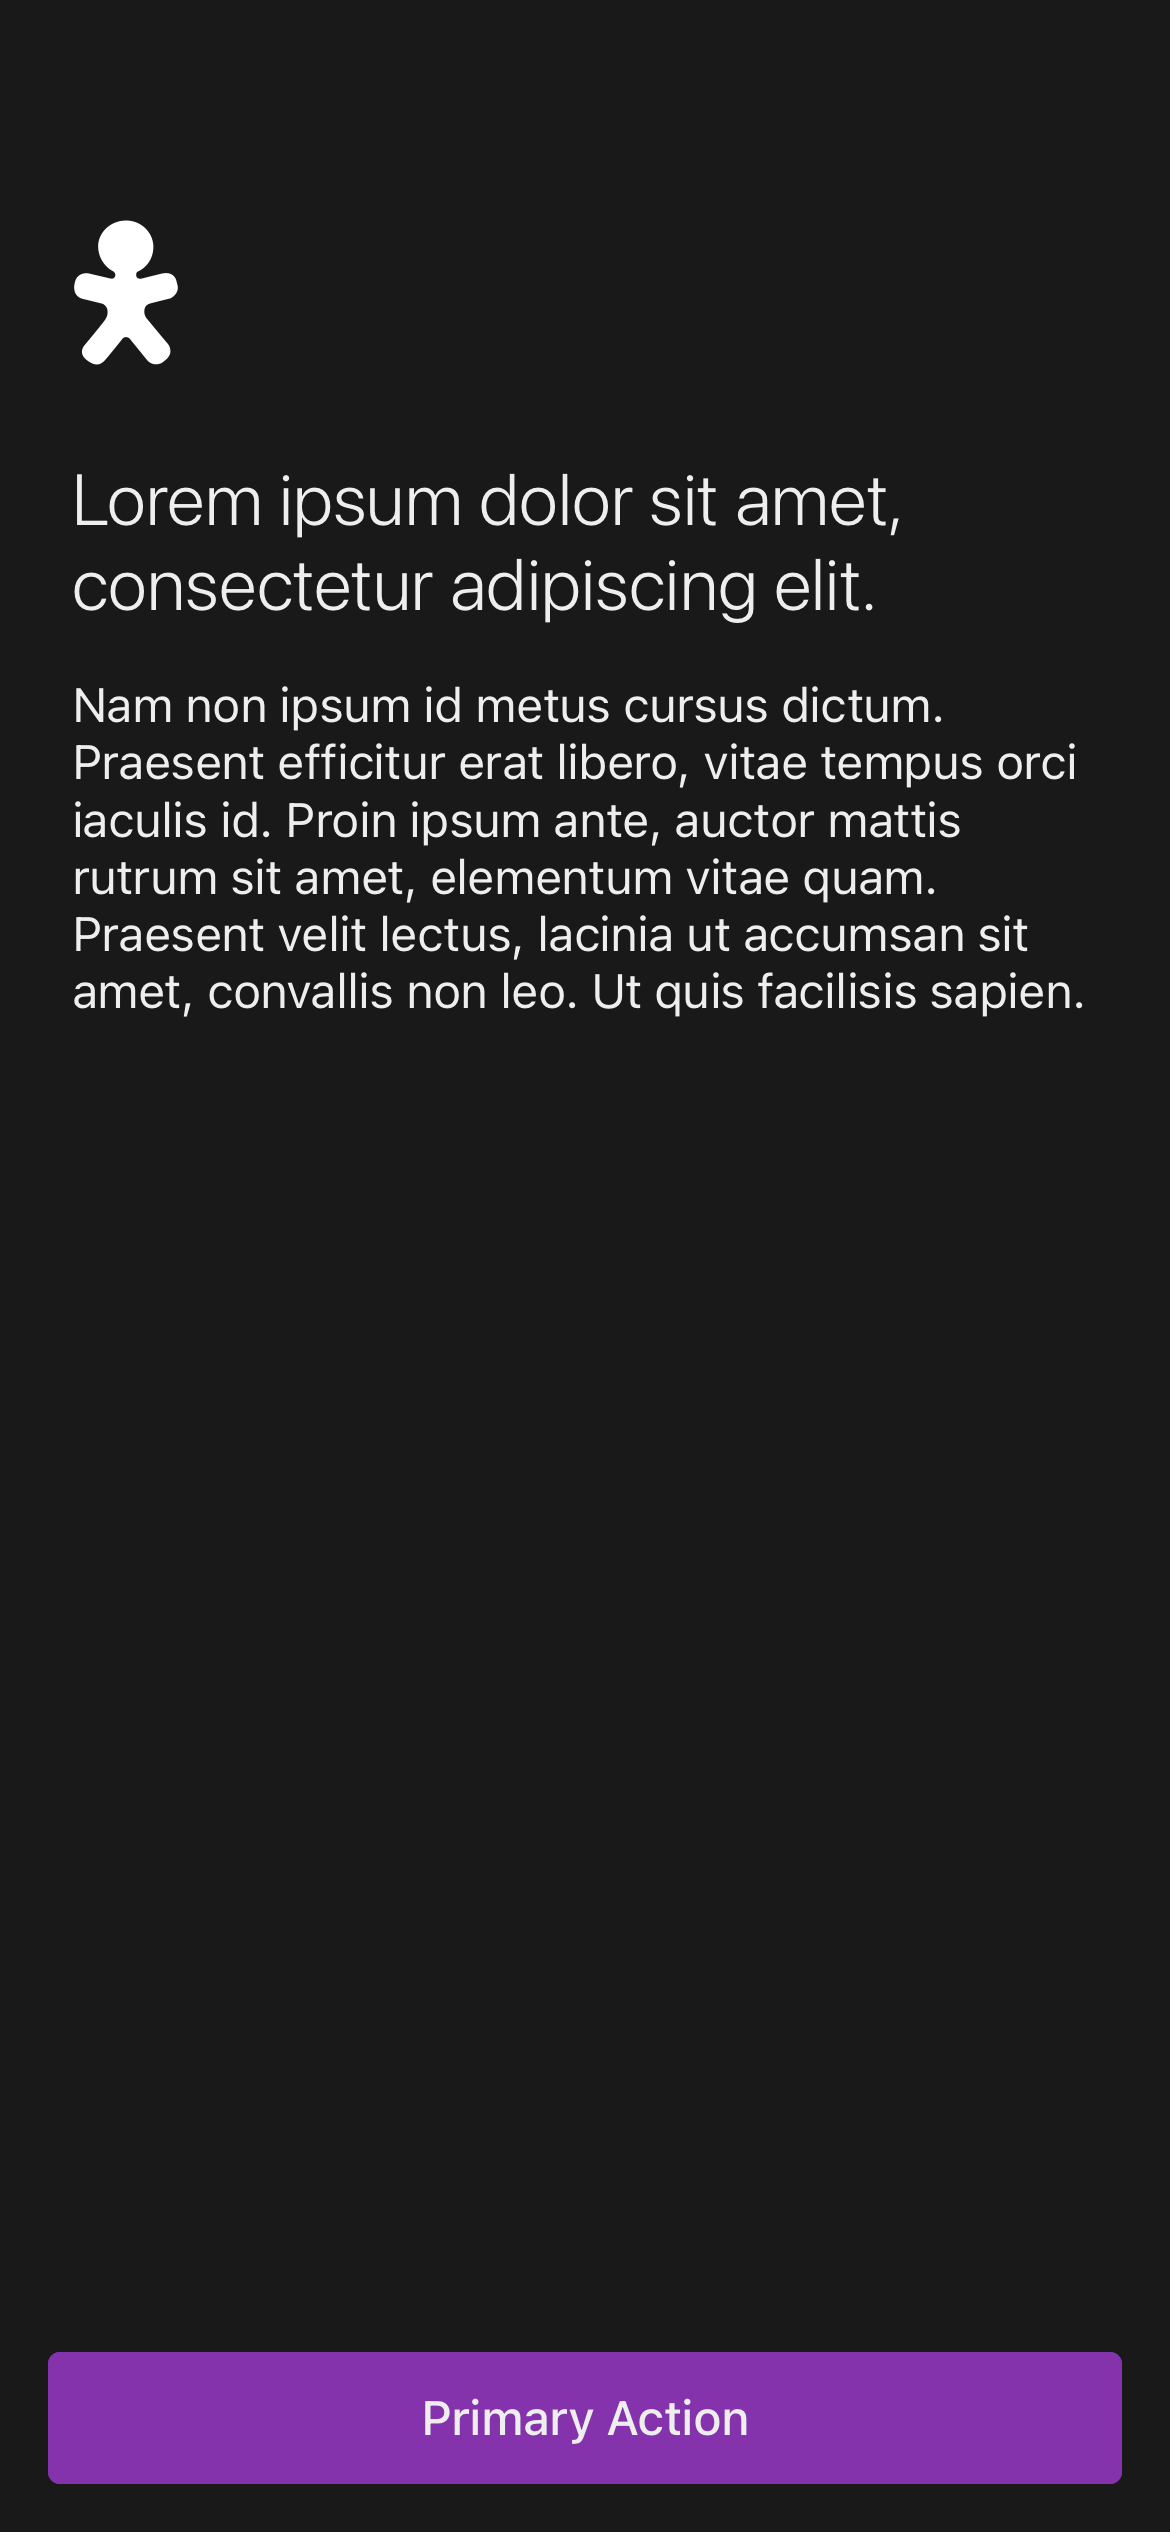 Lorem ipsum dolor sit amet,
consectetur adipiscing elit.
Nam non ipsum id metus cursus dictum.
Praesent efficitur erat libero, vitae tempus orci
iaculis id. Proin ipsum ante, auctor mattis
rutrum sit amet, elementum vitae quam.
Praesent velit lectus, lacinia ut accumsan sit
amet, convallis non leo. Ut quis facilisis sapien.
Primary Action